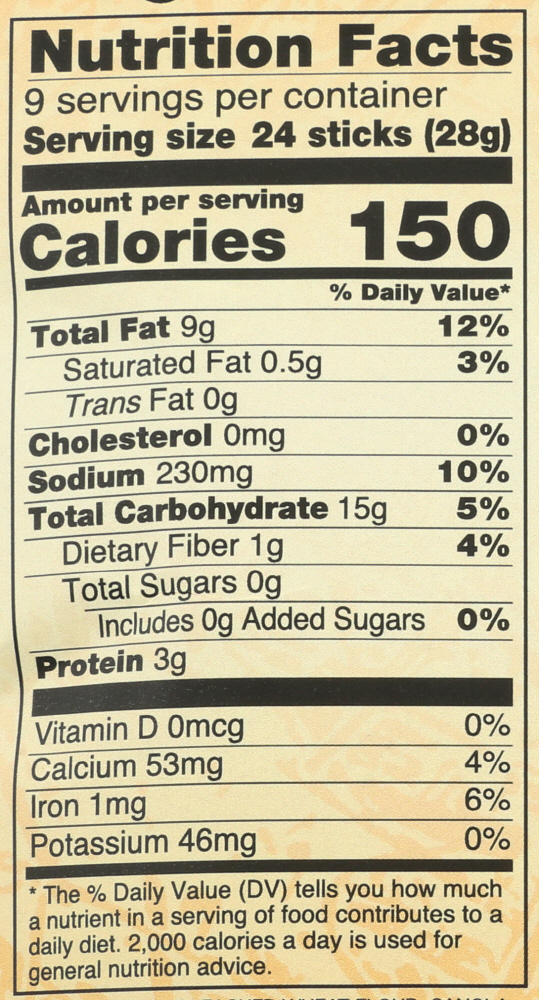 Nutrition Facts
9 servings per container
Serving size 24 sticks (28g)
Amount per serving
Calories 150
% Daily Value*
Total Fat 9g 12%
Saturated Fat 0.5g 3%
Trans Fat 0g
Cholesterol 0mg 0%
Sodium 230mg 10%
Total Carbohydrate 15g 5%
Dietary Fiber 1g 4%
Total Sugars 0g
Includes 0g Added Sugars 0%
Protein 3g
Vitamin D 0mcg 0%
Calcium 53mg 4%
Iron 1mg 6%
Potassium 46mg 0%
* The % Daily Value (DV) tells you how much
a nutrient in a serving of food contributes to a
daily diet. 2,000 calories a day is used for
general nutrition advice.